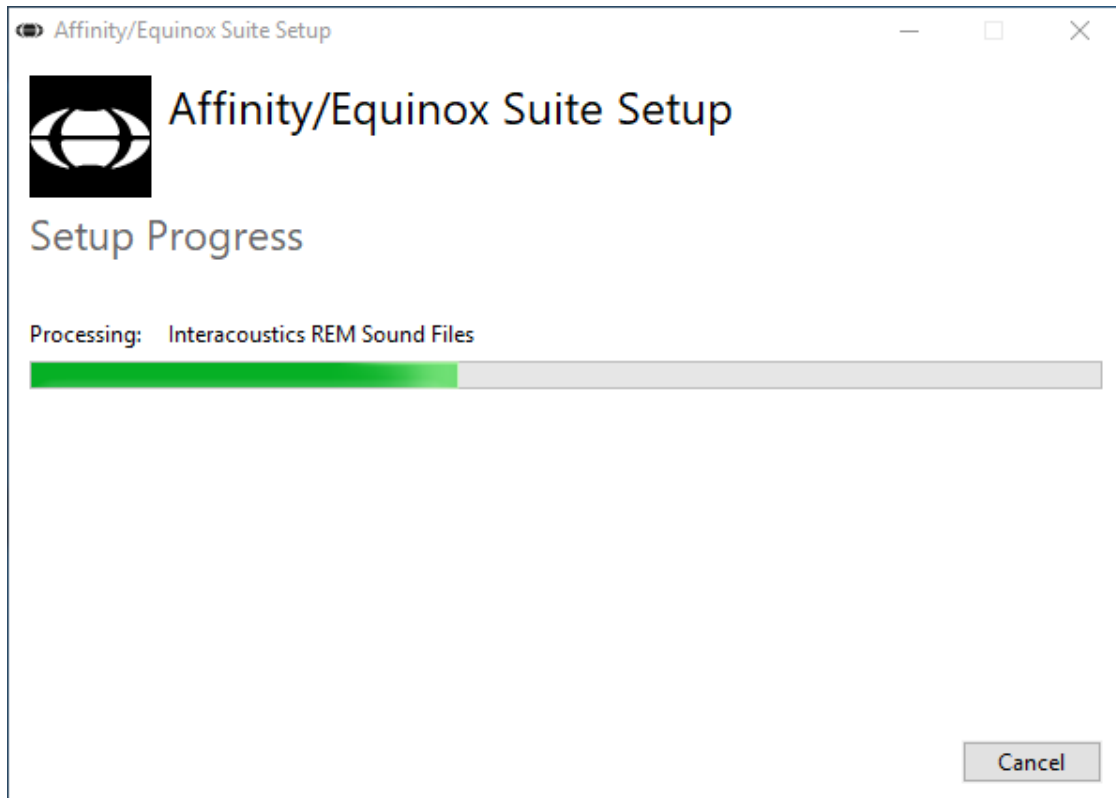 Affinity/Equinox Suite Setup
Affinity/Equinox Suite Setup
Setup Progress
Processing: Interacoustics REM Sound Files
Cancel